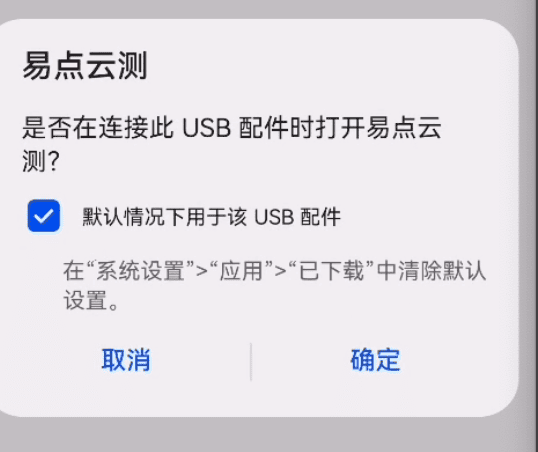 易点云测
是否在连接此 USB 配件时打开易点云
测？
默认情况下用于该 USB 配件
在“系统设置”>“应用”>“已下载”中清除默认
设置。
取消
确定